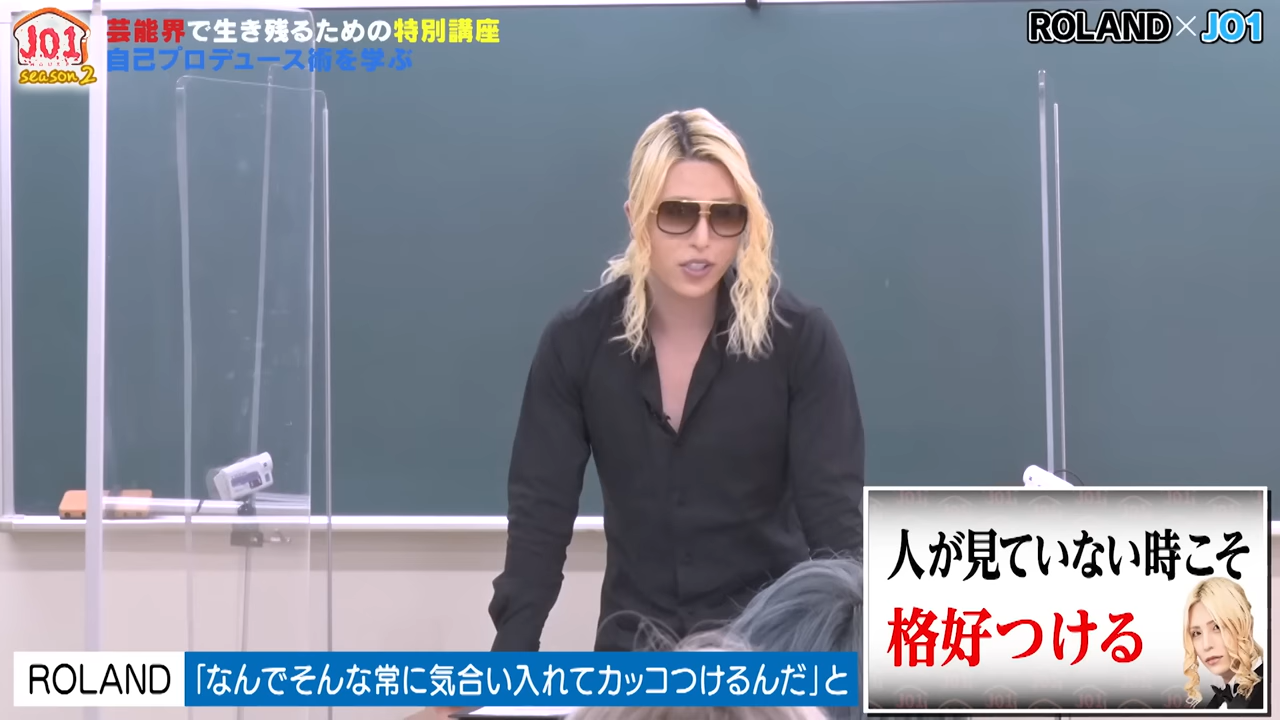 JO1
season2
芸能界で生き残るための特別講座
自己プロデュース術を学ぶ
ROLAND×JO1
人が見ていない時こそ
格好つける
ROLAND
「なんでそんな常に気合い入れてカッコつけるんだ」と